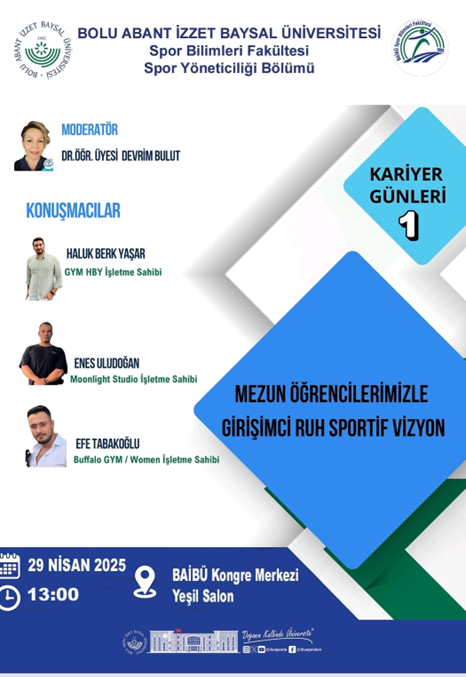 BOLU ABANT İZZET BAYSAL ÜNİVERSİTESİ
Spor Bilimleri Fakültesi
Spor Yöneticiliği Bölümü
MODERATÖR
DR.ÖĞR. ÜYESİ DEVRİM BULUT
KARİYER
GÜNLERİ
1
KONUŞMACILAR
HALUK BERK YAŞAR
GYM HBY İşletme Sahibi
ENES ULUDOĞAN
Moonlight Studio İşletme Sahibi
EFE TABAKOĞLU
Buffalo GYM / Women İşletme Sahibi
MEZUN ÖĞRENCİLERİMİZLE
GİRİŞİMCİ RUH SPORTİF VİZYON
29 NİSAN 2025
13:00
BAİBÜ Kongre Merkezi
Yeşil Salon
"Doğanın Kalbinde Üniversite"